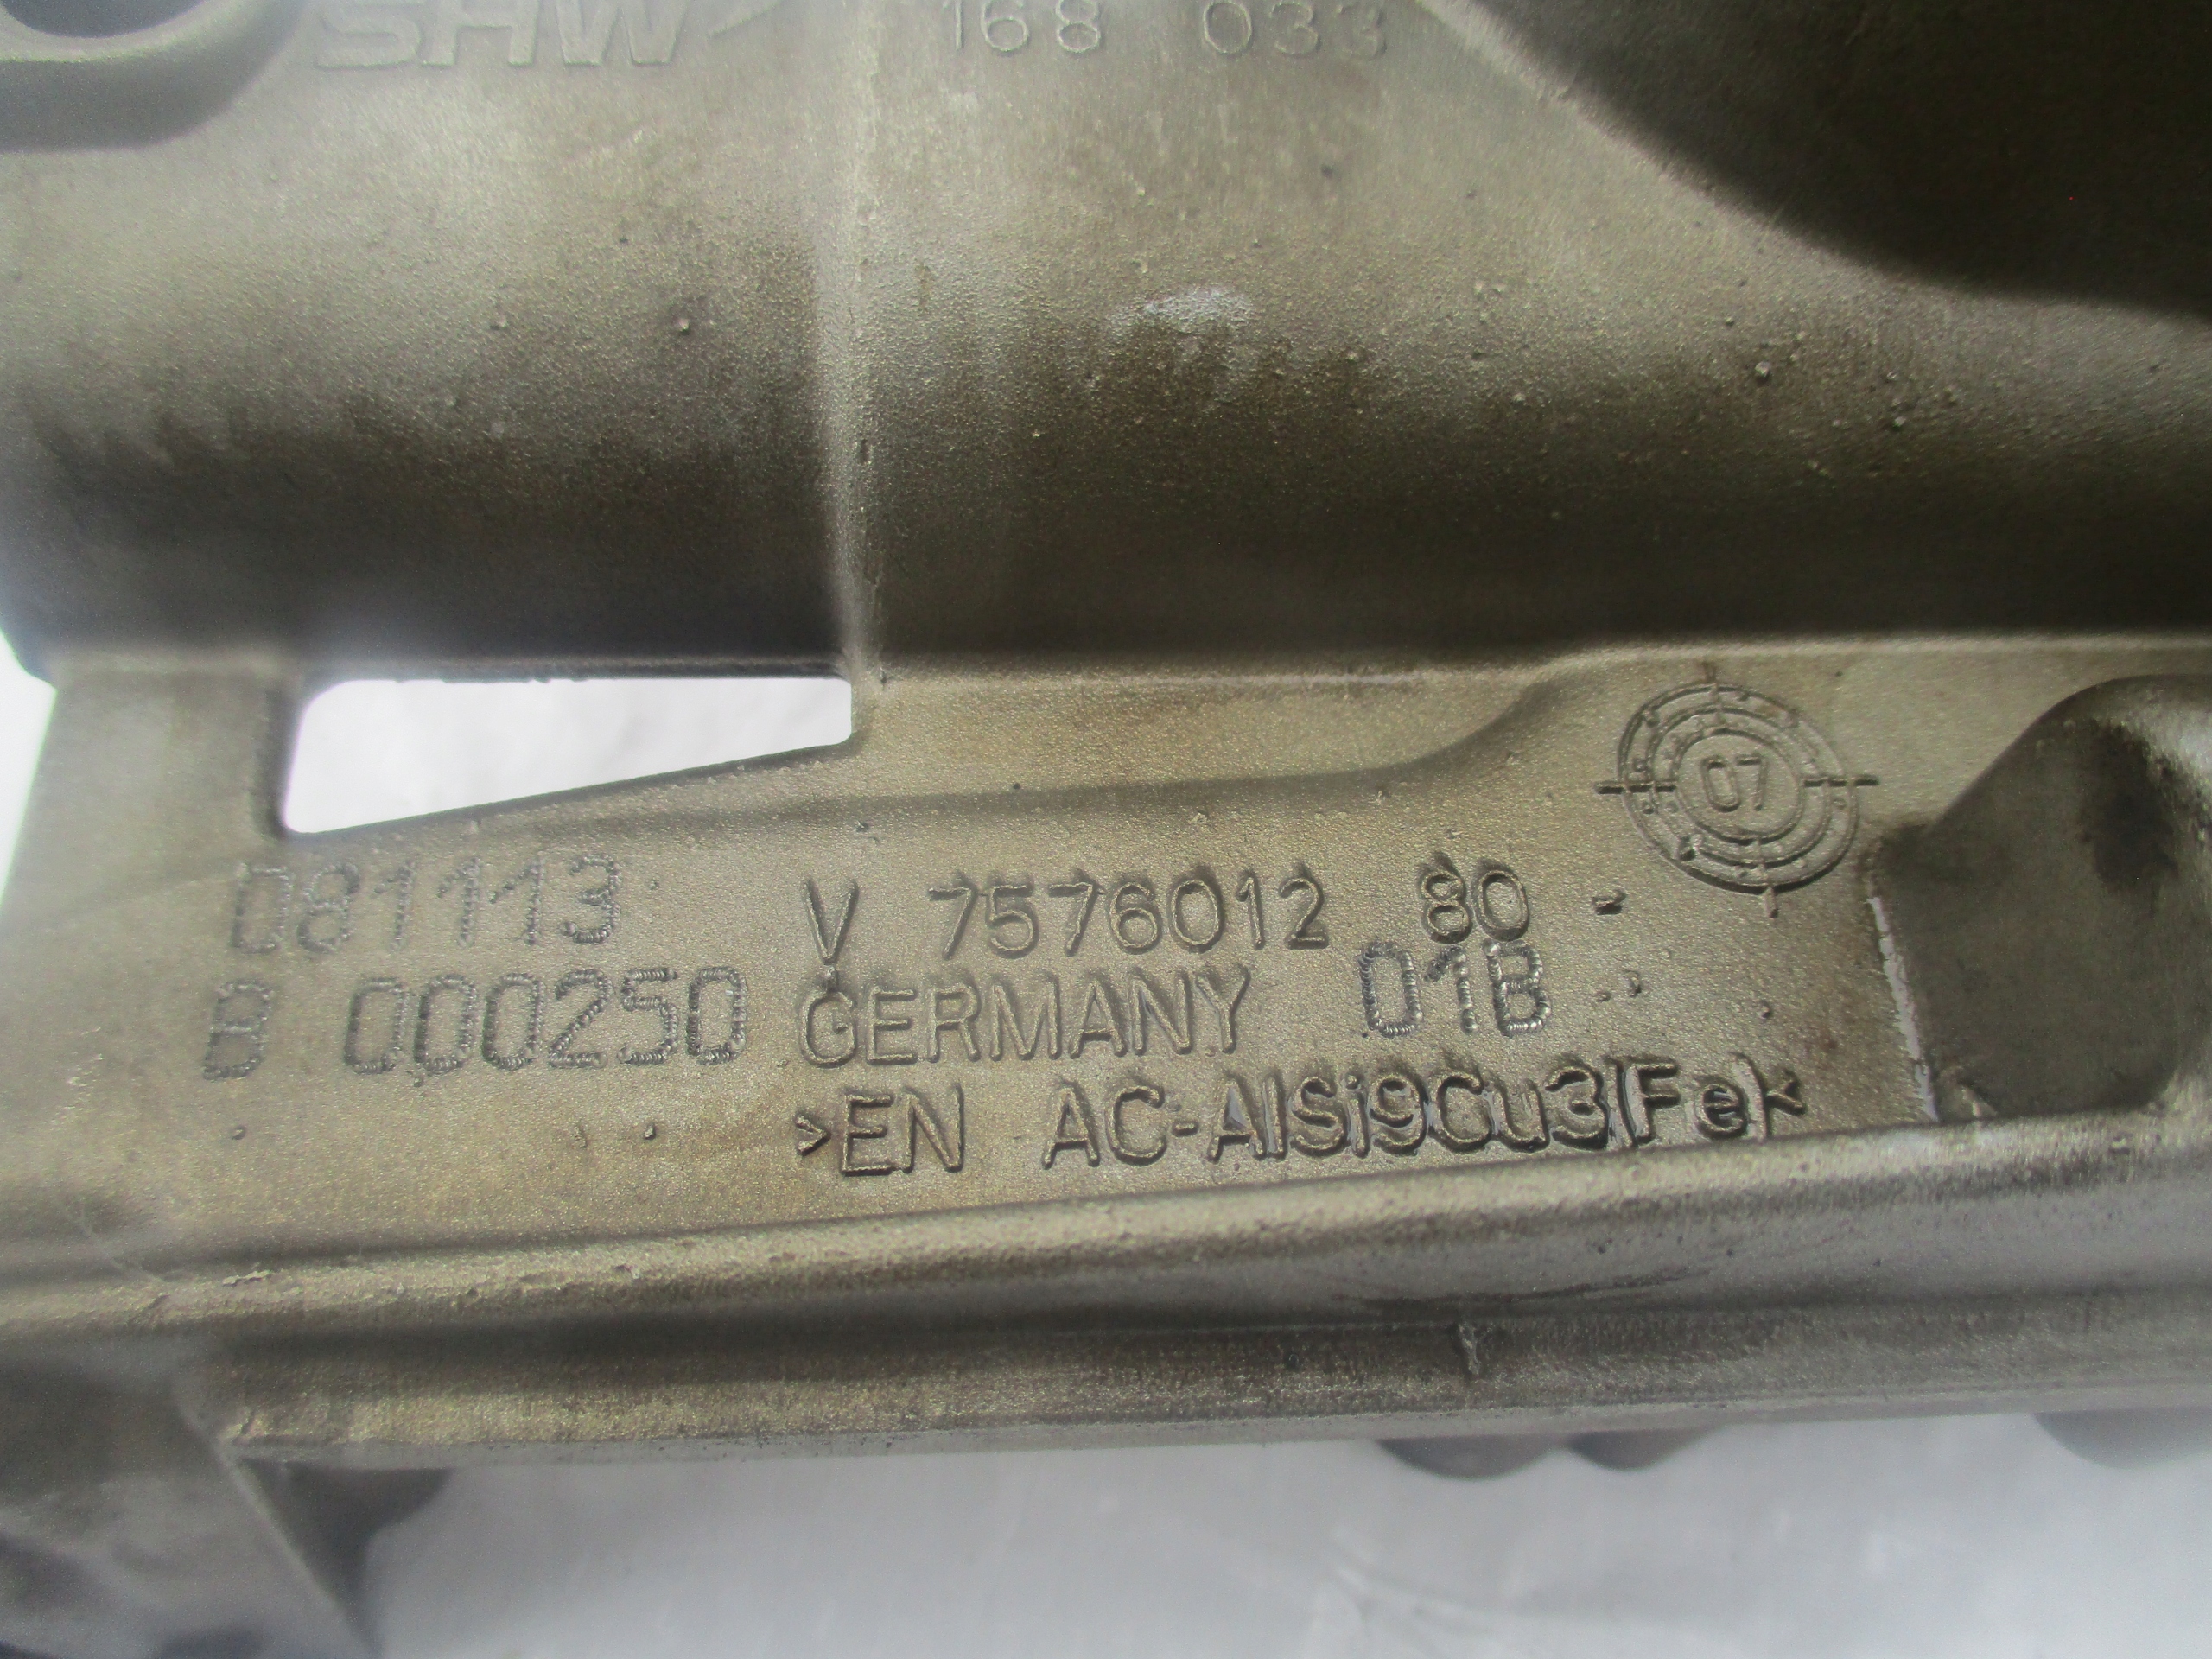 SHW 168 033
07
081113 V 7576012 80
B 000250 GERMANY 01B
>EN AC-AlSi9Cu3(Fe)<